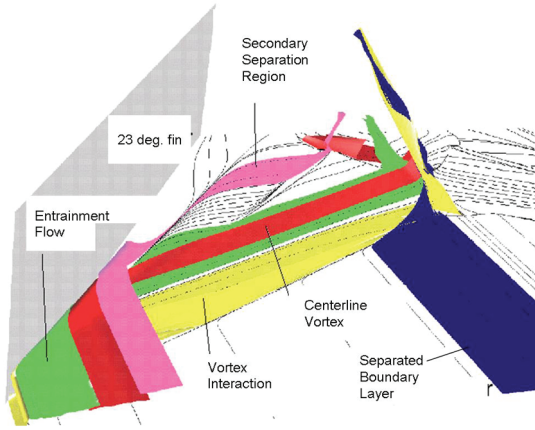 Secondary
Separation
Region
23 deg. fin
Entrainment
Flow
Centerline
Vortex
Vortex
Interaction
Separated
Boundary
Layer
r